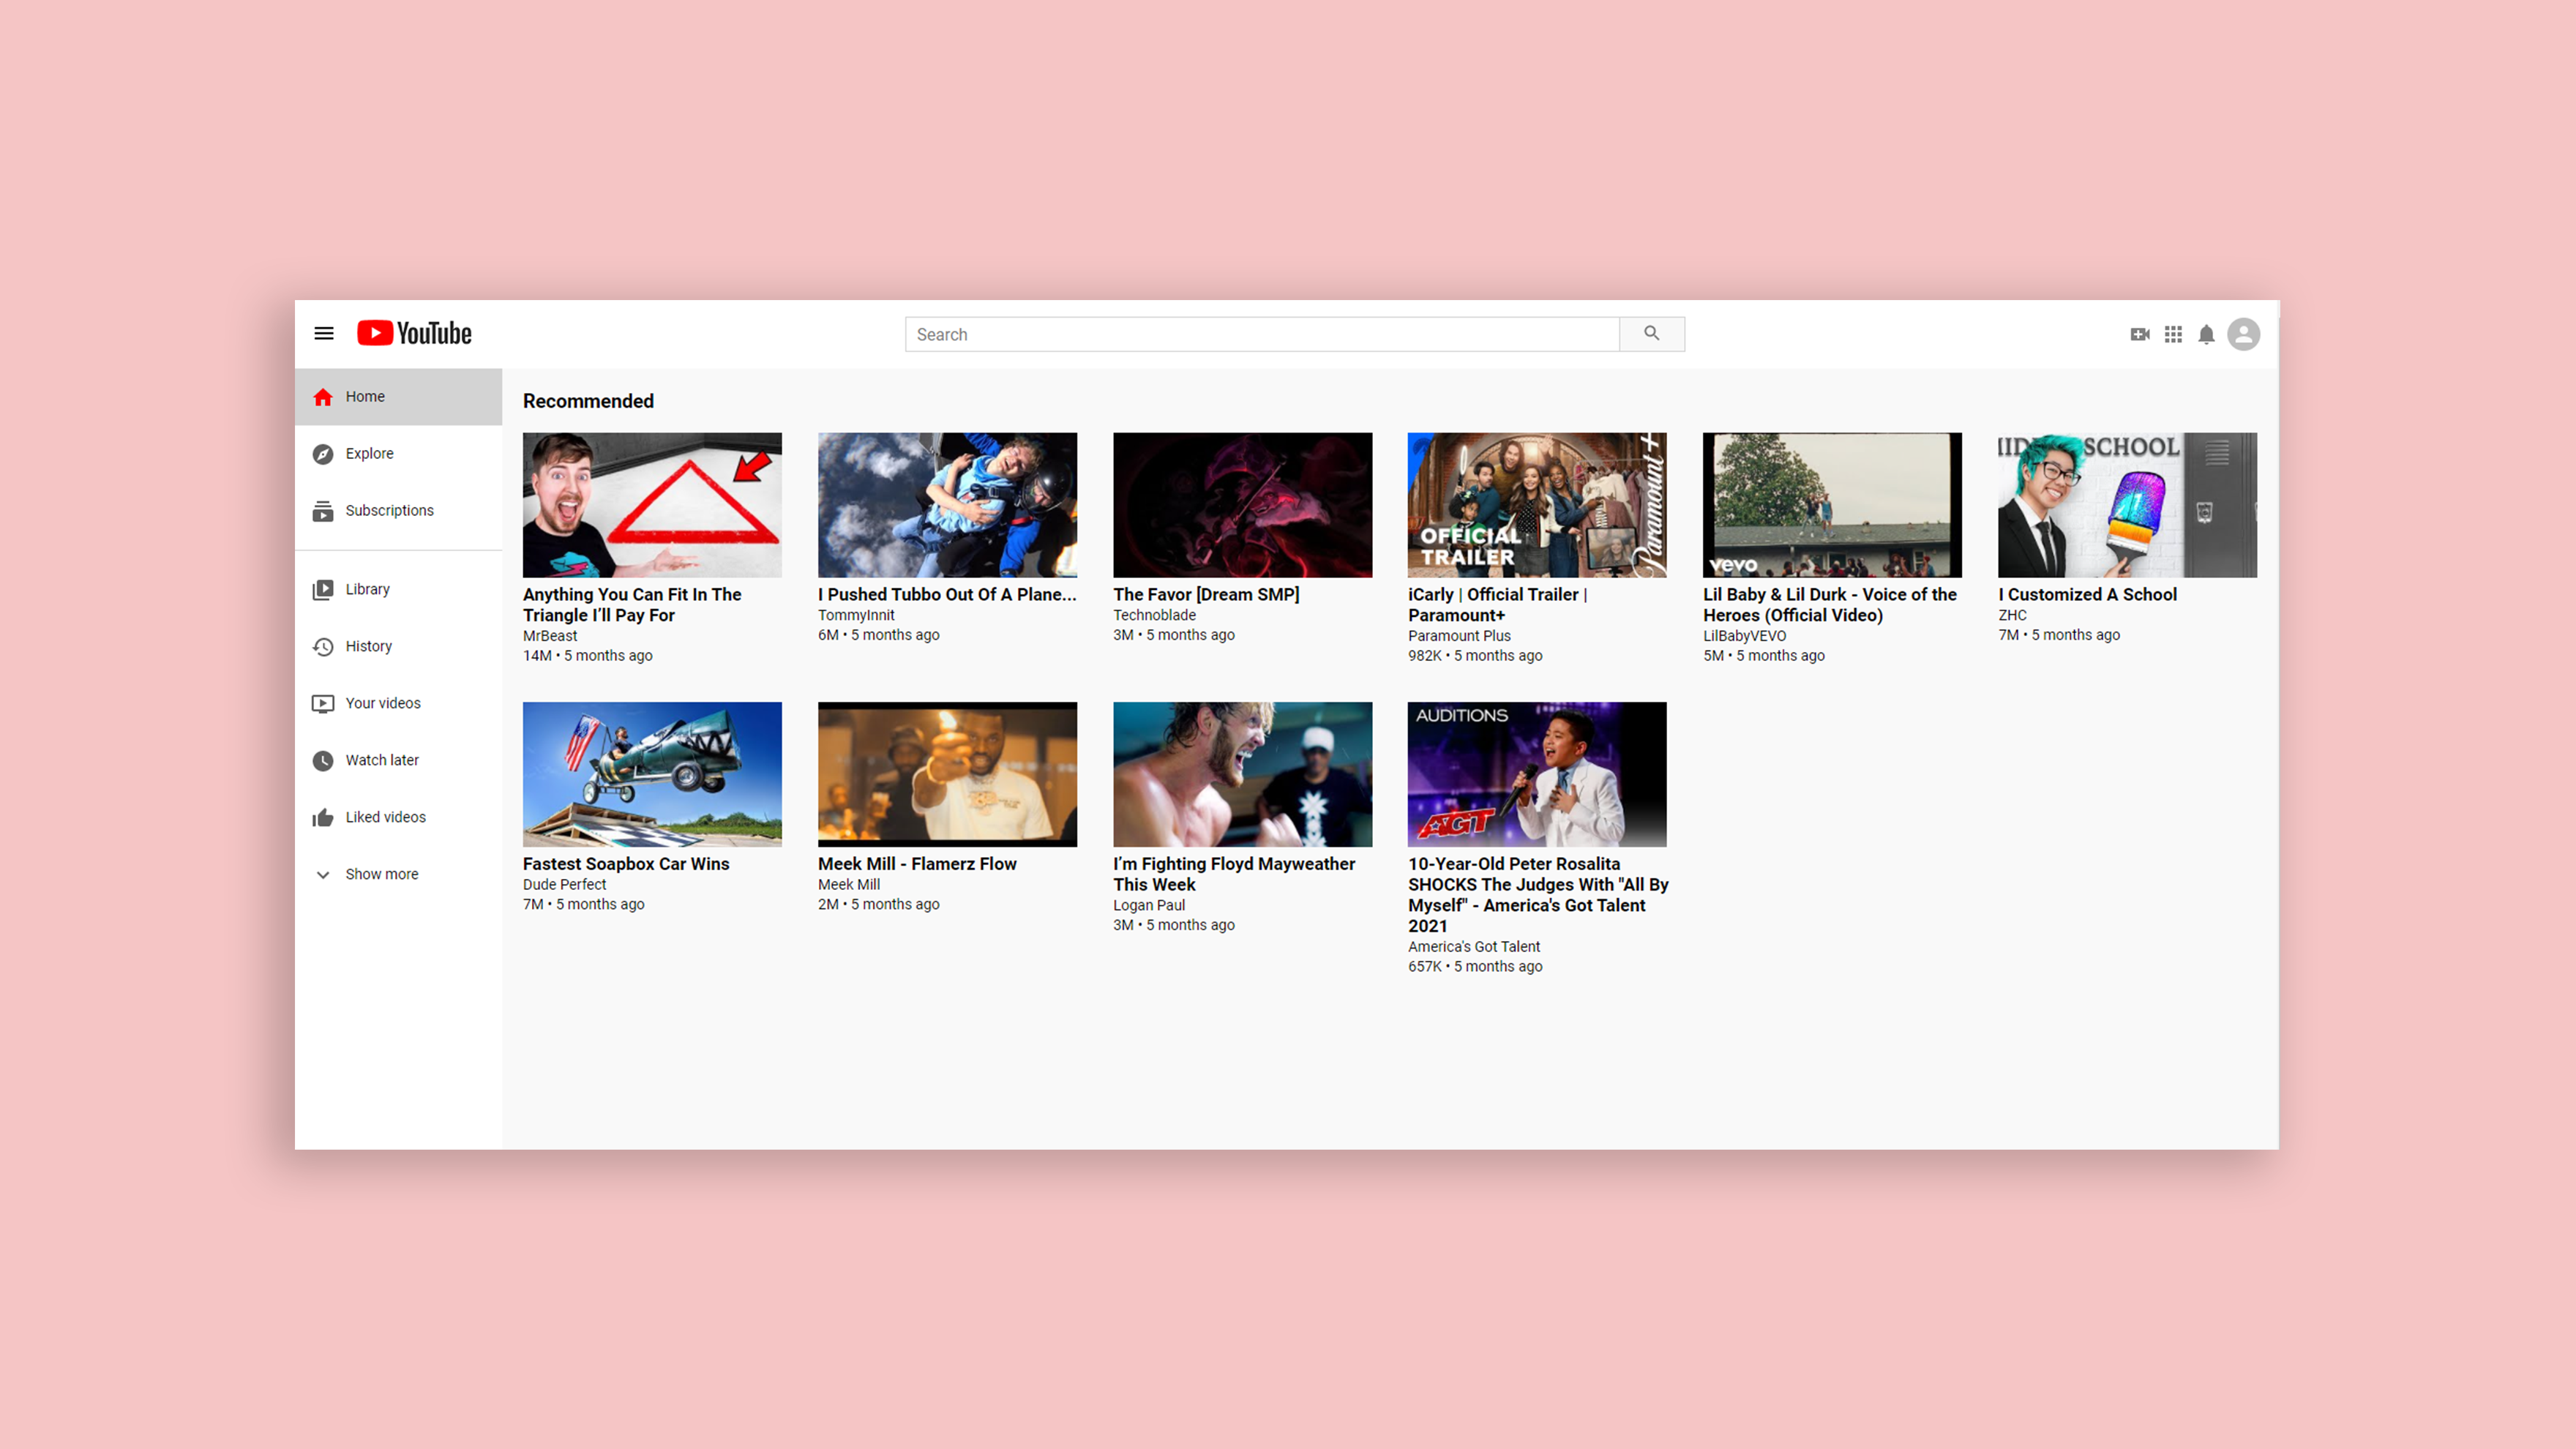 YouTube
Search
Home
Explore
Subscriptions
Library
History
Your videos
Watch later
Liked videos
Show more
Recommended
Anything You Can Fit In The
Triangle I’ll Pay For
MrBeast
14M • 5 months ago
I Pushed Tubbo Out Of A Plane...
TommyInnit
6M • 5 months ago
The Favor [Dream SMP]
Technoblade
3M • 5 months ago
OFFICIAL
TRAILER
Paramount+
iCarly | Official Trailer |
Paramount+
Paramount Plus
982K • 5 months ago
vevo
Lil Baby & Lil Durk - Voice of the
Heroes (Official Video)
LilBabyVEVO
5M • 5 months ago
SCHOOL
I Customized A School
ZHC
7M • 5 months ago
Fastest Soapbox Car Wins
Dude Perfect
7M • 5 months ago
Meek Mill - Flamerz Flow
Meek Mill
2M • 5 months ago
I’m Fighting Floyd Mayweather
This Week
Logan Paul
3M • 5 months ago
AUDITIONS
AGT
10-Year-Old Peter Rosalita
SHOCKS The Judges With "All By
Myself" - America's Got Talent
2021
America's Got Talent
657K • 5 months ago